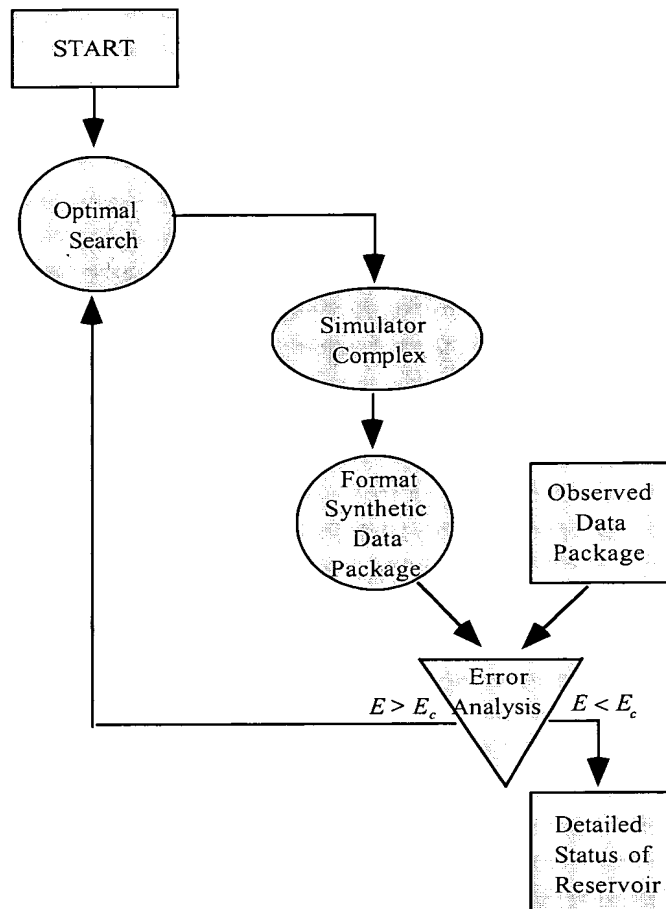 START
Optimal
Search
Simulator
Complex
Format
Synthetic
Data
Package
Observed
Data
Package
Error
Analysis
E > E_c
E < E_c
Detailed
Status of
Reservoir